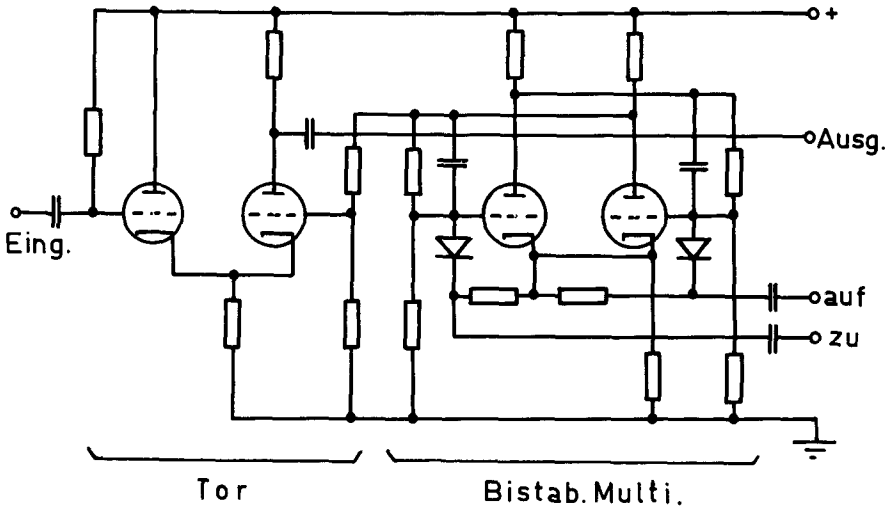 +
Ausg.
Eing.
auf
zu
Tor
Bistab. Multi.